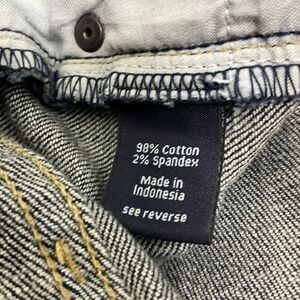 98% Cotton
2% Spandex
Made in
Indonesia
see reverse